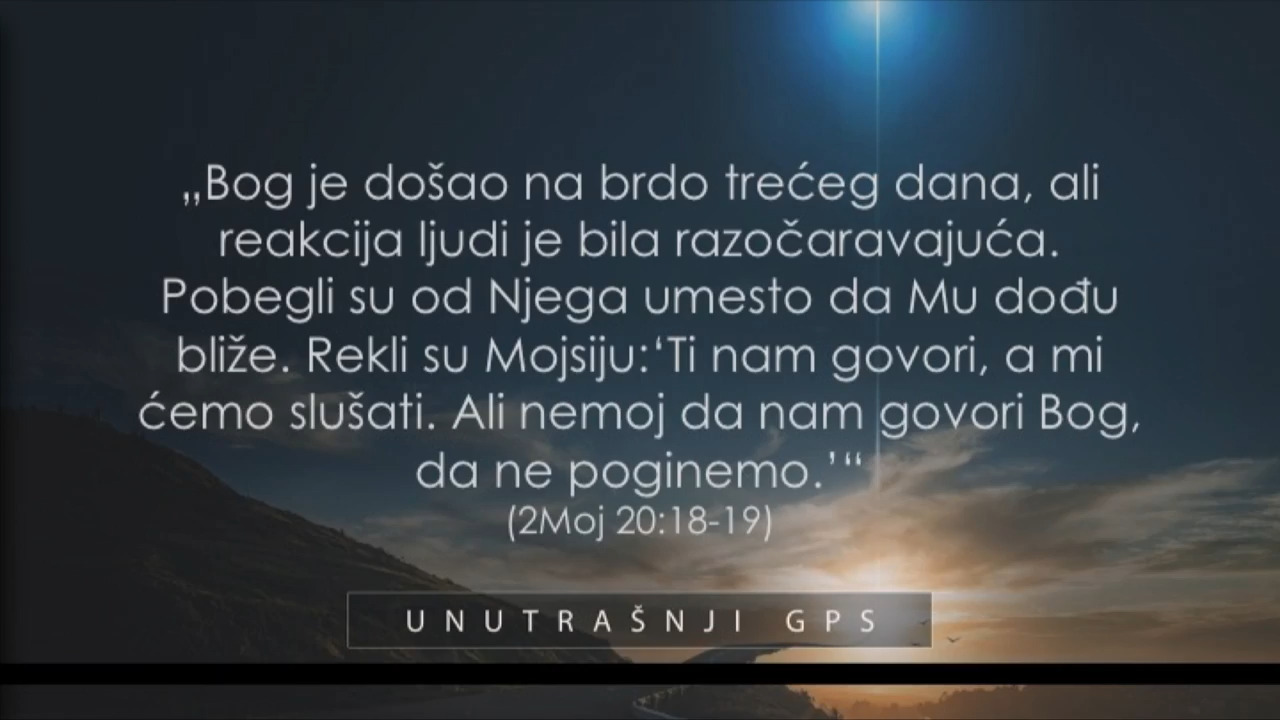 „Bog je došao na brdo trećeg dana, ali
reakcija ljudi je bila razočaravajuća.
Pobegli su od Njega umesto da Mu dođu
bliže. Rekli su Mojsiju:‘Ti nam govori, a mi
ćemo slušati. Ali nemoj da nam govori Bog,
da ne poginemo.’“
(2Moj 20:18-19)
UNUTRAŠNJI GPS